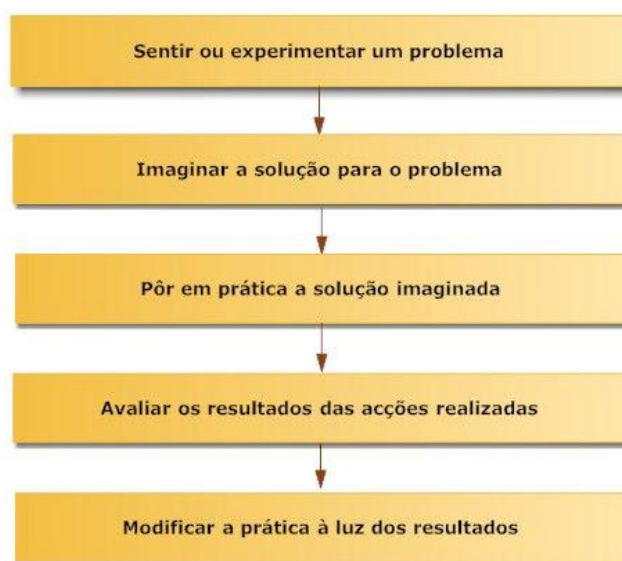 Sentir ou experimentar um problema
Imaginar a solução para o problema
Pôr em prática a solução imaginada
Avaliar os resultados das acções realizadas
Modificar a prática à luz dos resultados